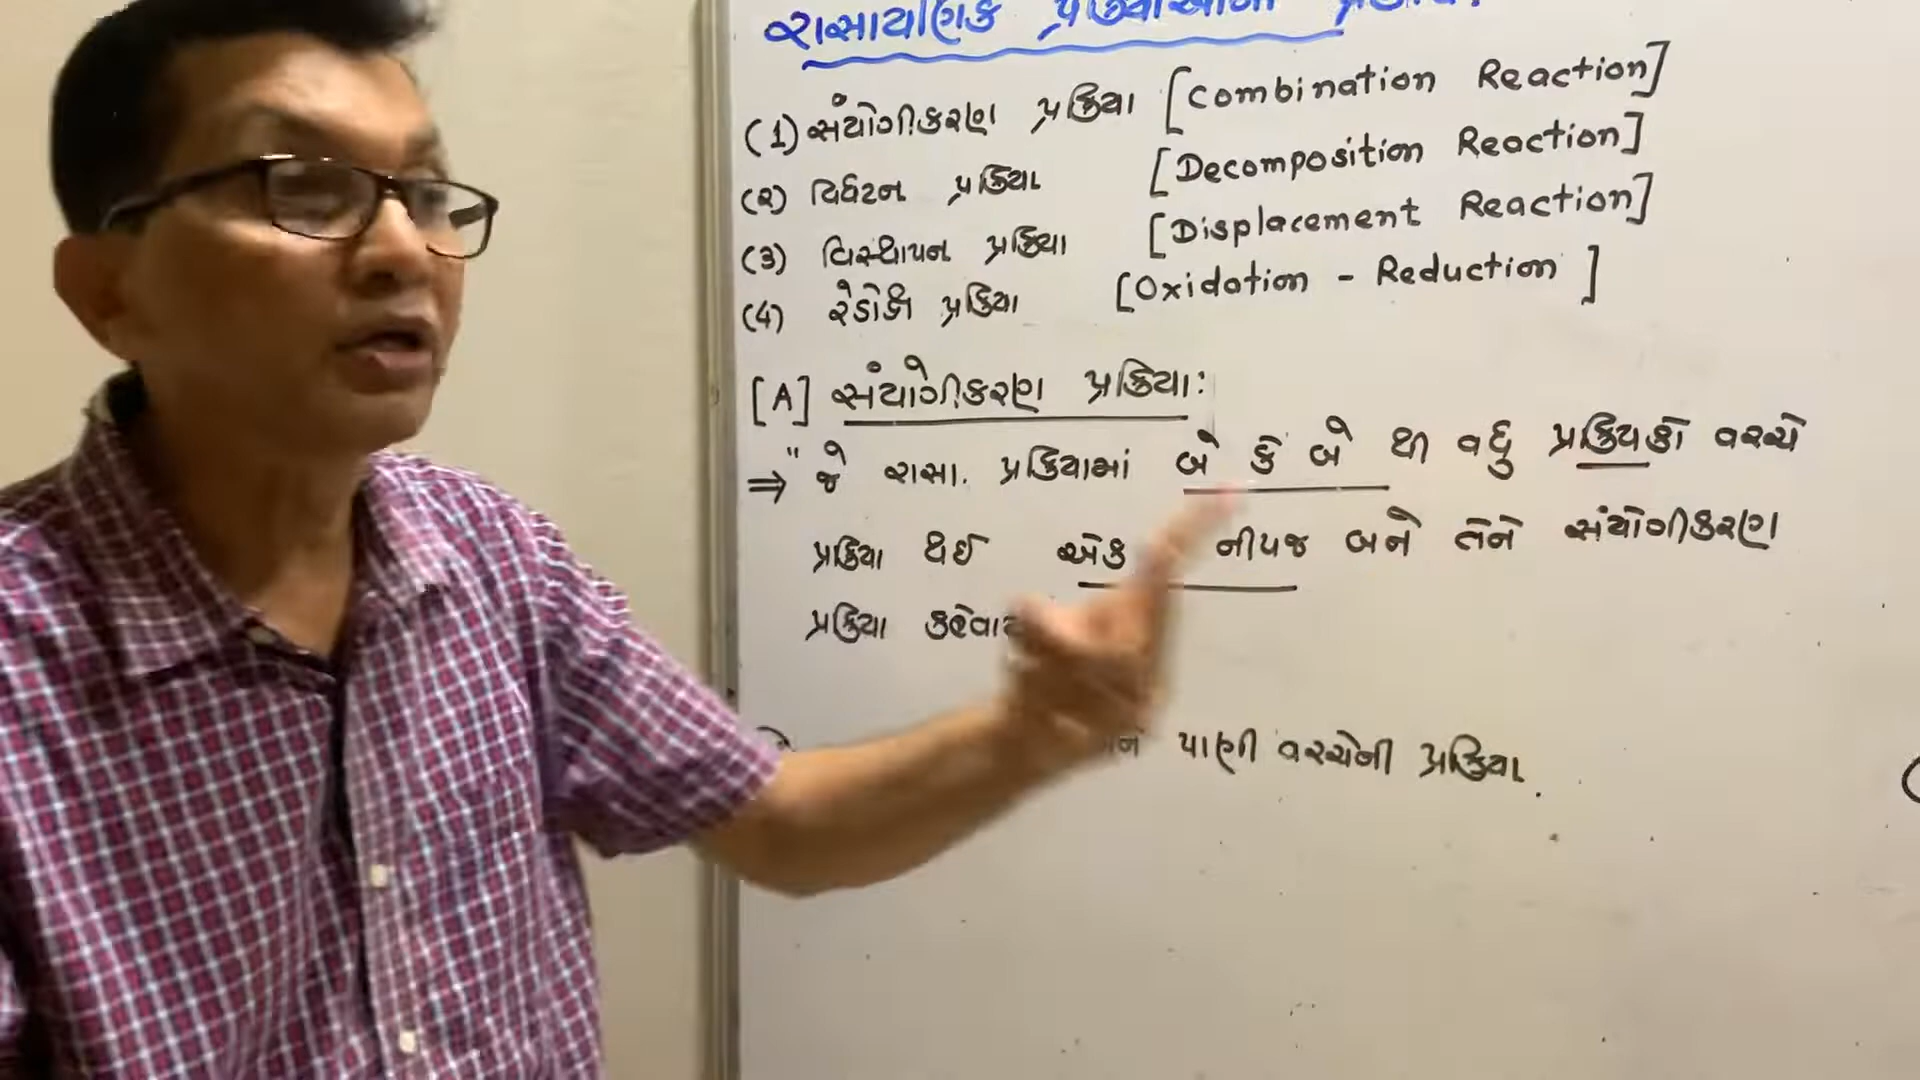 રાસાયણિક
(1) સંયોગીકરણ પ્રક્રિયા [Combination Reaction]
(૨) વિઘટન પ્રક્રિયા [Decomposition Reaction]
(3) વિસ્થાપન પ્રક્રિયા [Displacement Reaction]
(4) રેડોક્ષ પ્રક્રિયા [Oxidation - Reduction]
[A] સંયોગીકરણ પ્રક્રિયા:
⇒ " જે રાસા. પ્રક્રિયામાં બે કે બે થી વધુ પ્રક્રિયકો વચ્ચે
પ્રક્રિયા થઈ એક નીપજ બને તેને સંયોગીકરણ
પ્રક્રિયા
પાણી વચ્ચેની પ્રક્રિયા.